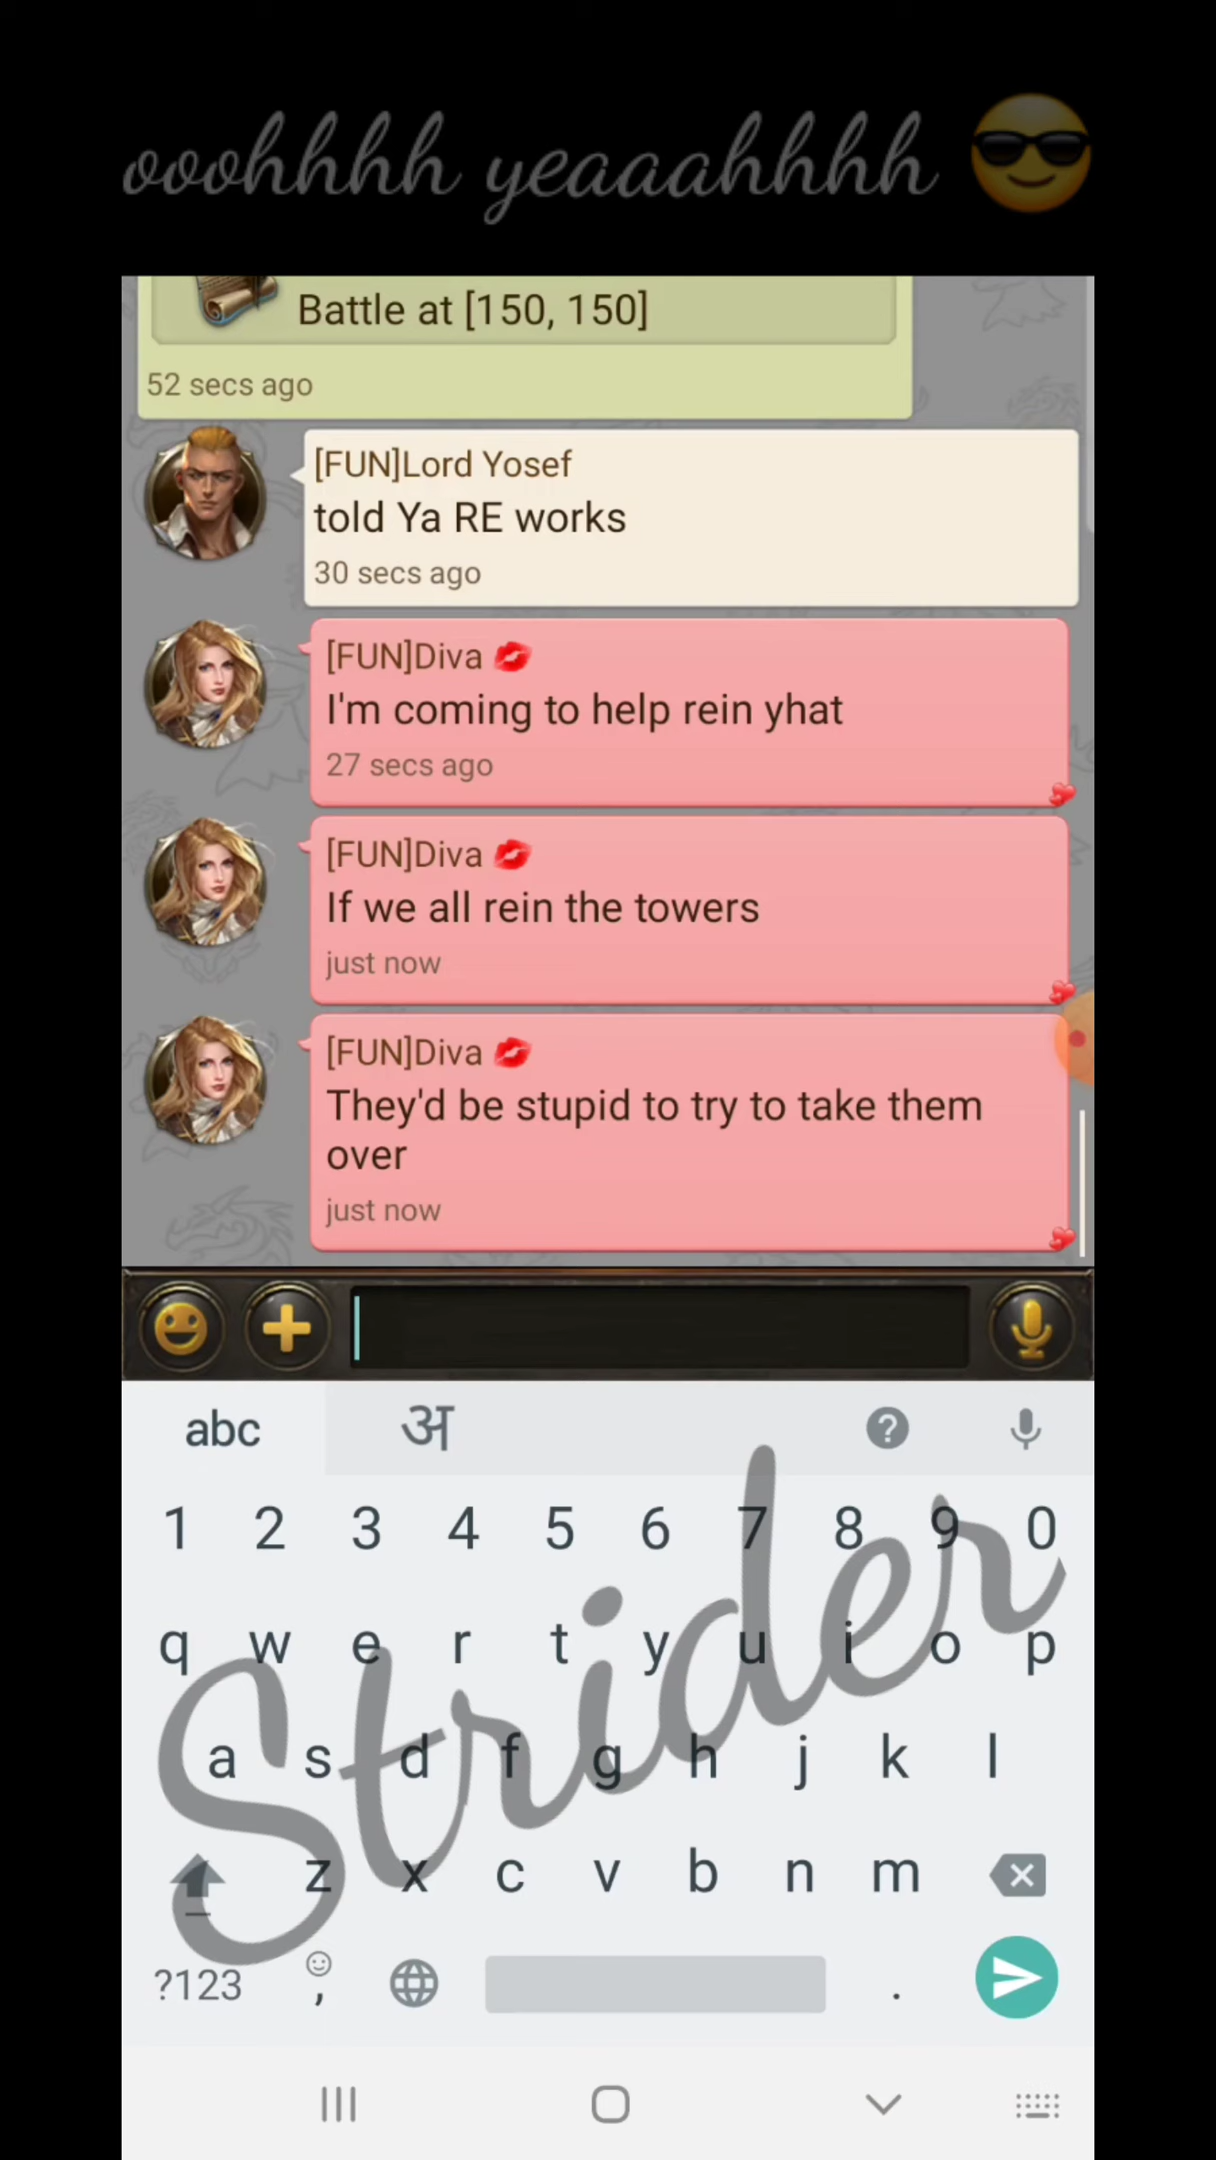 ooohhhh yeaaahhhh 😎
Battle at [150, 150]
52 secs ago
[FUN]Lord Yosef
told Ya RE works
30 secs ago
[FUN]Diva 💋
I'm coming to help rein yhat
27 secs ago
[FUN]Diva 💋
If we all rein the towers
just now
[FUN]Diva 💋
They'd be stupid to try to take them
over
just now
abc अ
1 2 3 4 5 6 7 8 9 0
q w e r t y u i o p
a s d f g h j k l
z x c v b n m
?123 , .
Strider